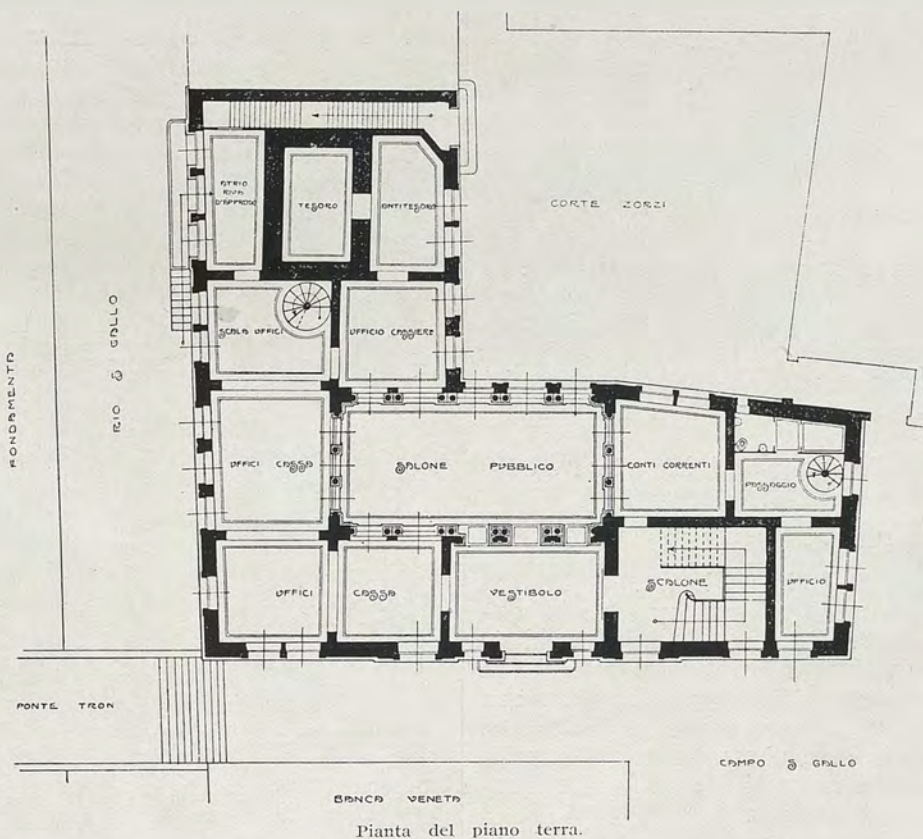 ATRIO
RIVA
D'APPRODO
TESORO
ANTITESORO
CORTE ZORZI
SCALA UFFICI
UFFICIO CASSIERE
FONDAMENTA
RIO S GALLO
UFFICI CASSA
SALONE PUBBLICO
CONTI CORRENTI
PASSAGGIO
UFFICI CASSA
VESTIBOLO
SCALONE
UFFICIO
PONTE TRON
CAMPO S GALLO
BANCA VENETA
Pianta del piano terra.